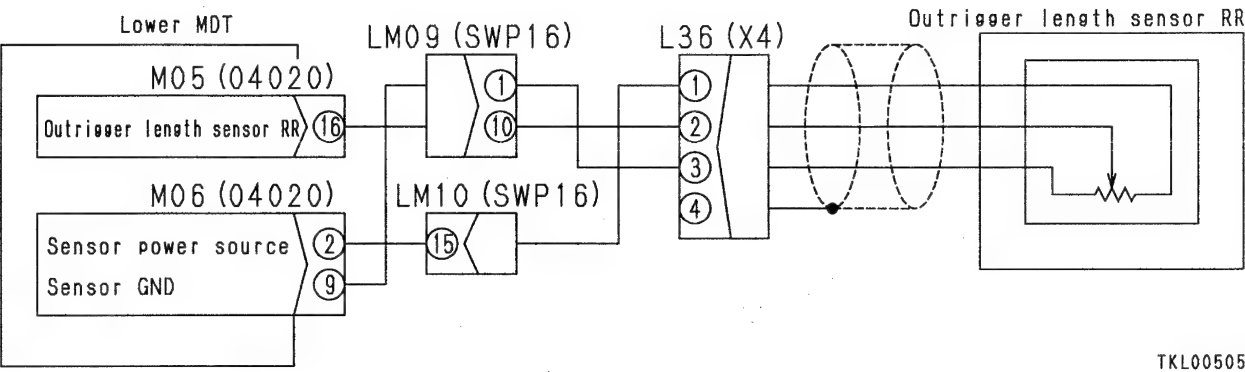 Lower MDT
LM09 (SWP16)
L36 (X4)
Outrigger length sensor RR
M05 (04020)
Outrigger length sensor RR
16
1
10
1
2
3
4
M06 (04020)
LM10 (SWP16)
Sensor power source
2
15
Sensor GND
9
TKL00505